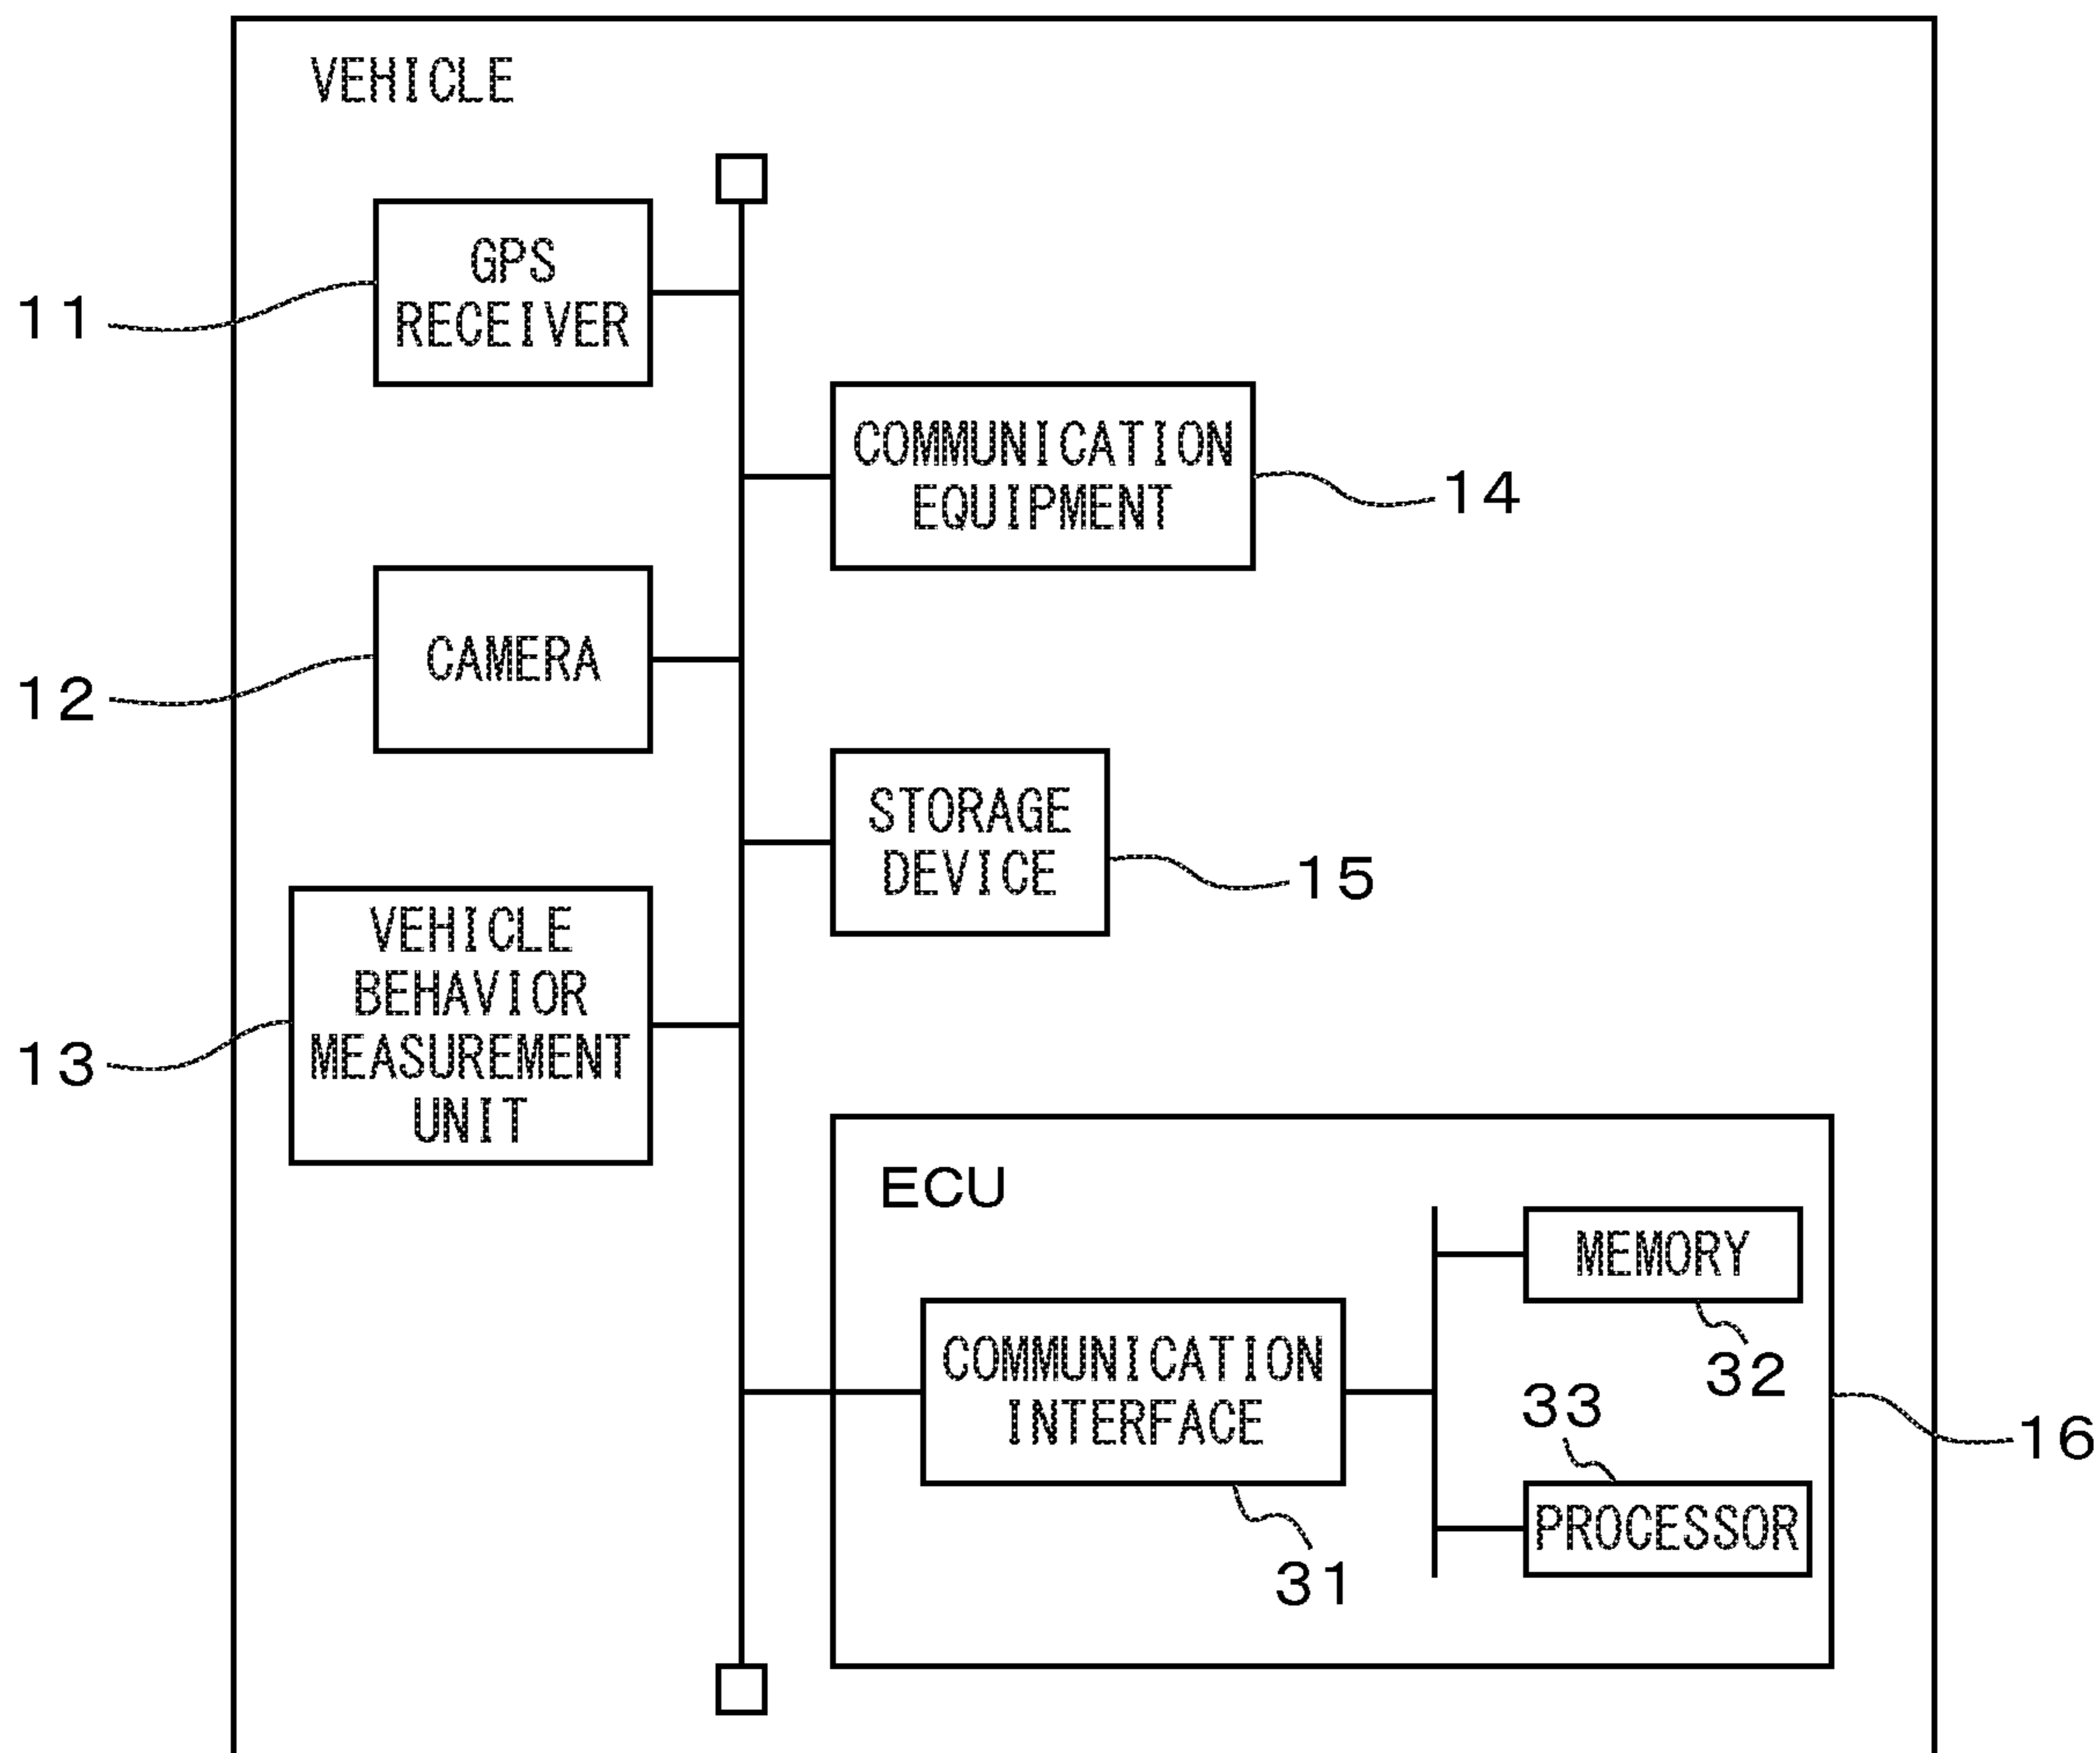 VEHICLE
GPS
RECEIVER
11
COMMUNICATION
EQUIPMENT
14
CAMERA
12
STORAGE
DEVICE
15
VEHICLE
BEHAVIOR
MEASUREMENT
UNIT
13
ECU
MEMORY
32
COMMUNICATION
INTERFACE
31
33
PROCESSOR
16